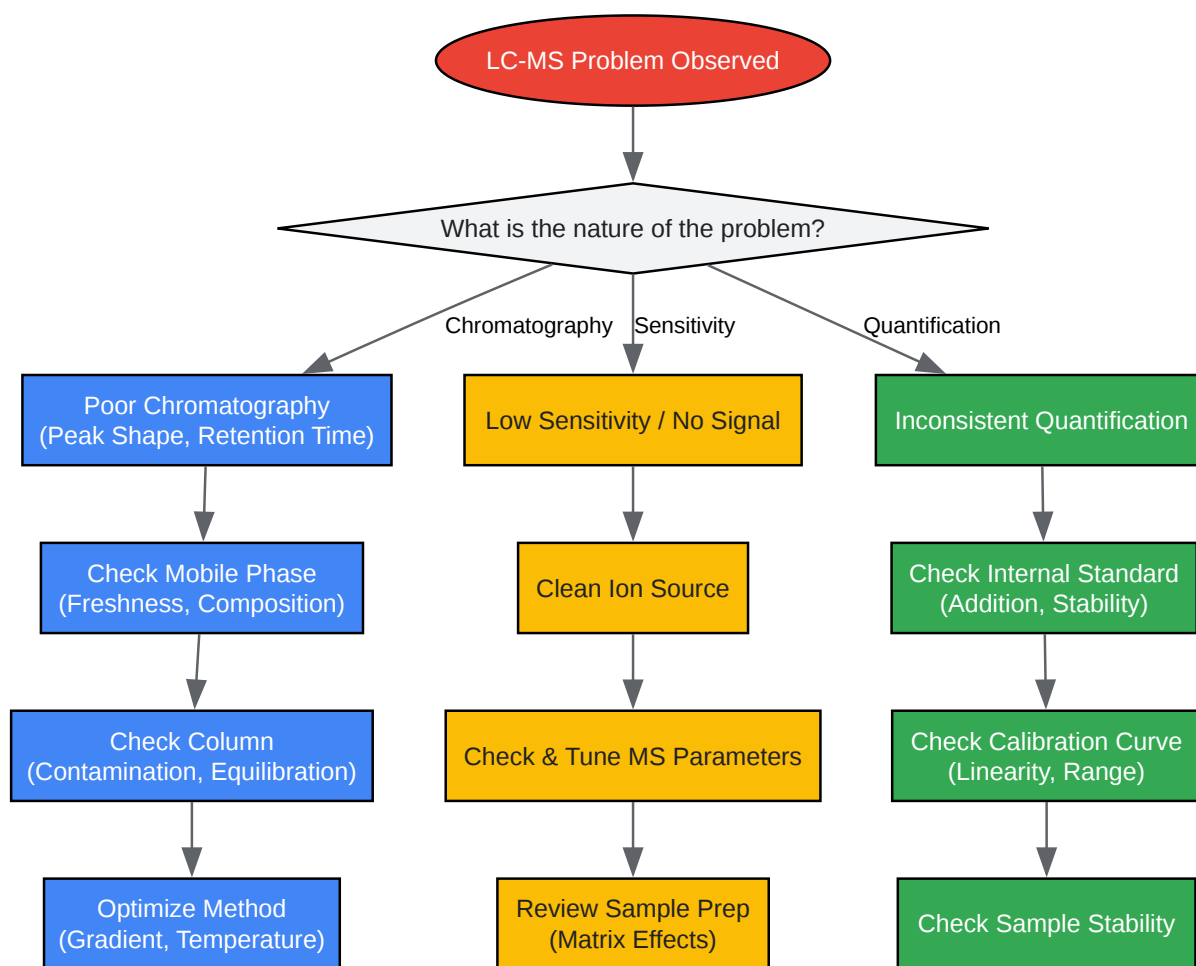 LC-MS Problem Observed
What is the nature of the problem?
Chromatography
Sensitivity
Quantification
Poor Chromatography
(Peak Shape, Retention Time)
Low Sensitivity / No Signal
Inconsistent Quantification
Check Mobile Phase
(Freshness, Composition)
Clean Ion Source
Check Internal Standard
(Addition, Stability)
Check Column
(Contamination, Equilibration)
Check & Tune MS Parameters
Check Calibration Curve
(Linearity, Range)
Optimize Method
(Gradient, Temperature)
Review Sample Prep
(Matrix Effects)
Check Sample Stability